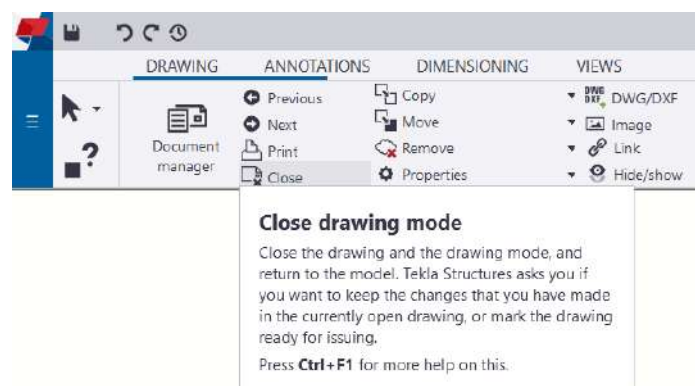 DRAWING ANNOTATIONS DIMENSIONING VIEWS
Previous Copy DWG DXF DWG/DXF
Next Move Image
Document manager Print Remove Link
Close Properties Hide/show
Close drawing mode
Close the drawing and the drawing mode, and
return to the model. Tekla Structures asks you if
you want to keep the changes that you have made
in the currently open drawing, or mark the drawing
ready for issuing.
Press Ctrl+F1 for more help on this.